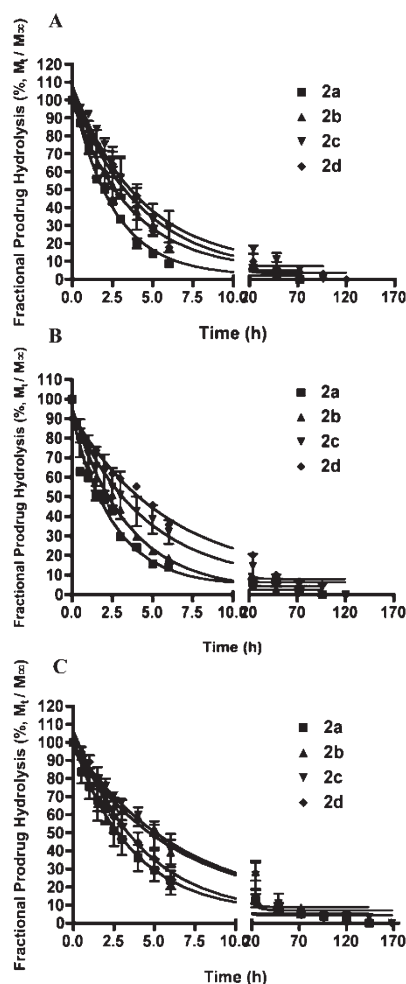 A
Fractional Prodrug Hydrolysis (%, Mt / M∞)
120
110
100
90
80
70
60
50
40
30
20
10
0
2a
2b
2c
2d
0.0 2.5 5.0 7.5 10.0 20 70 120 170
Time (h)
B
Fractional Prodrug Hydrolysis (%, Mt / M∞)
110
100
90
80
70
60
50
40
30
20
10
0
2a
2b
2c
2d
0.0 2.5 5.0 7.5 10.0 20 70 120 170
Time (h)
C
Fractional Prodrug Hydrolysis (%, Mt / M∞)
120
110
100
90
80
70
60
50
40
30
20
10
0
2a
2b
2c
2d
0.0 2.5 5.0 7.5 10.0 20 70 120 170
Time (h)